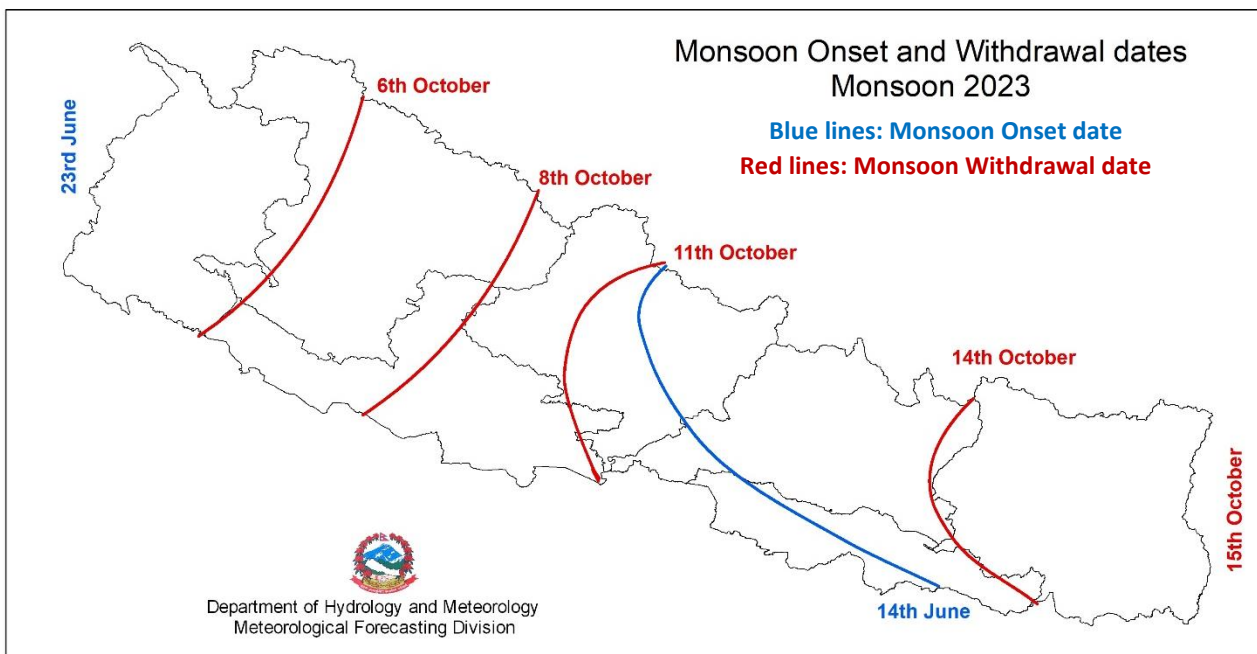 Monsoon Onset and Withdrawal dates
Monsoon 2023
Blue lines: Monsoon Onset date
Red lines: Monsoon Withdrawal date
23rd June
6th October
8th October
11th October
14th October
15th October
14th June
Department of Hydrology and Meteorology
Meteorological Forecasting Division